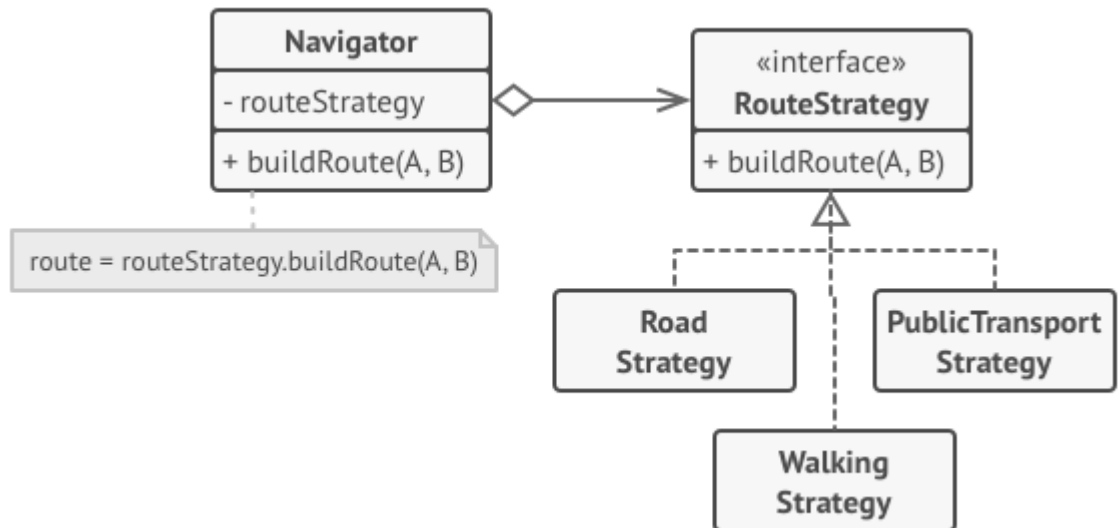 Navigator
- routeStrategy
+ buildRoute(A, B)
route = routeStrategy.buildRoute(A, B)
«interface»
RouteStrategy
+ buildRoute(A, B)
Road
Strategy
PublicTransport
Strategy
Walking
Strategy